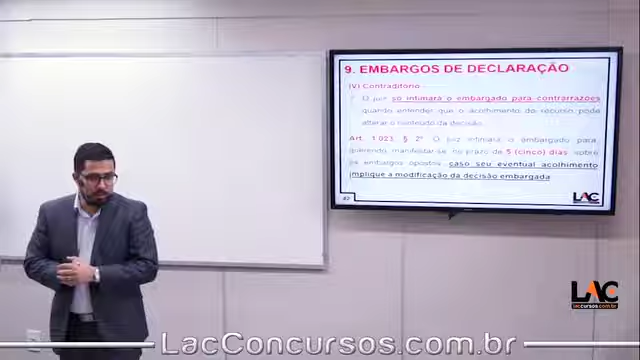 9. EMBARGOS DE DECLARAÇÃO
(V) Contraditório
O juiz só intimará o embargado para contrarrazões
quando entender que o acolhimento do recurso pode
alterar o conteúdo da decisão.
Art. 1.023, § 2º O juiz intimará o embargado para,
querendo, manifestar-se, no prazo de 5 (cinco) dias, sobre
os embargos opostos, caso seu eventual acolhimento
implique a modificação da decisão embargada
LAC
LAC
lacconcursos.com.br
LacConcursos.com.br